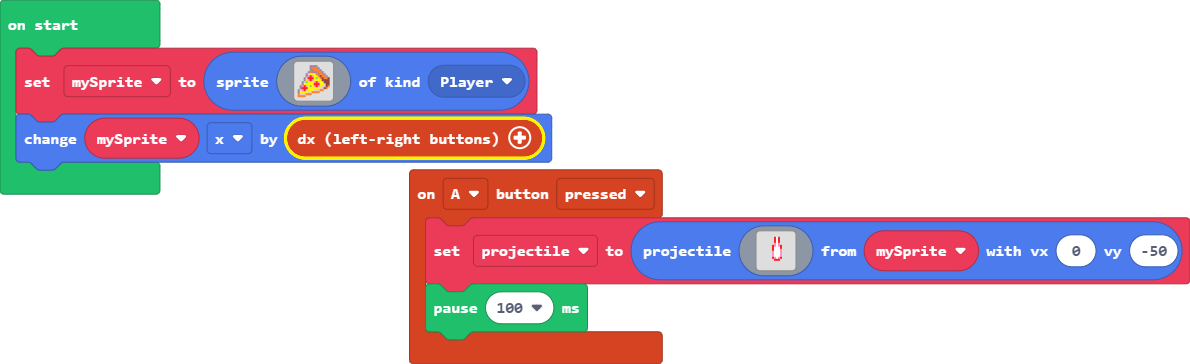 on start
set mySprite to sprite of kind Player
change mySprite x by dx (left-right buttons)
on A button pressed
set projectile to projectile from mySprite with vx 0 vy -50
pause 100 ms